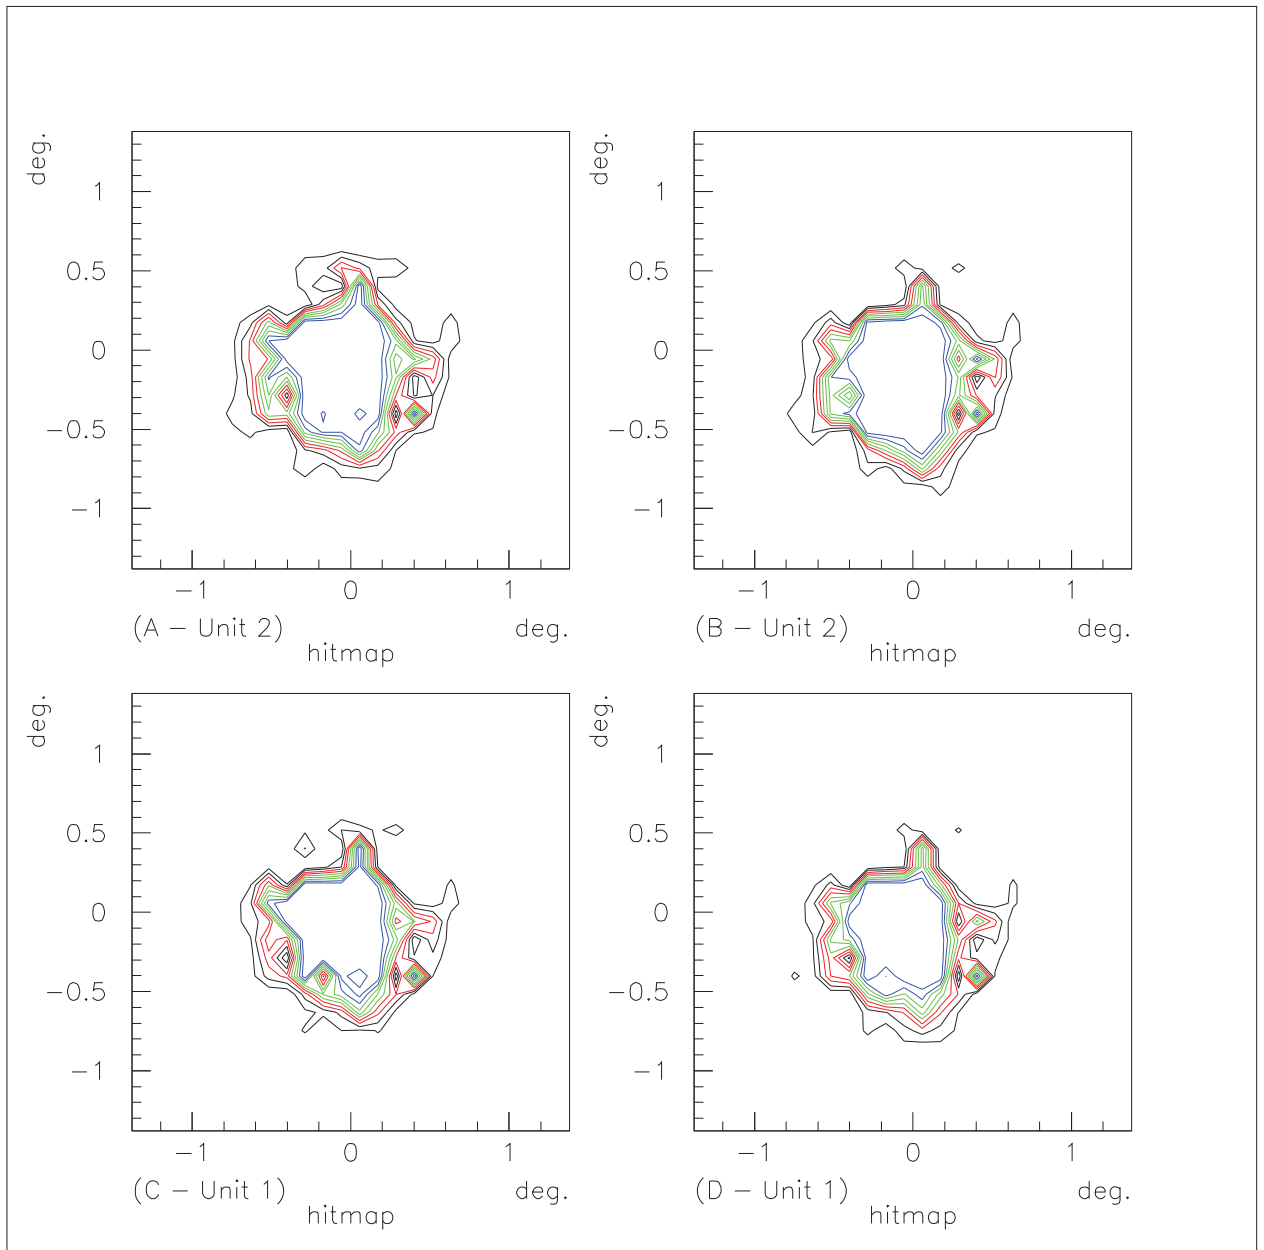 deg. deg.
1 1
0.5 0.5
0 0
−0.5 −0.5
−1 −1
−1 0 1 −1 0 1
(A − Unit 2) deg. (B − Unit 2) deg.
hitmap hitmap
deg. deg.
1 1
0.5 0.5
0 0
−0.5 −0.5
−1 −1
−1 0 1 −1 0 1
(C − Unit 1) deg. (D − Unit 1) deg.
hitmap hitmap